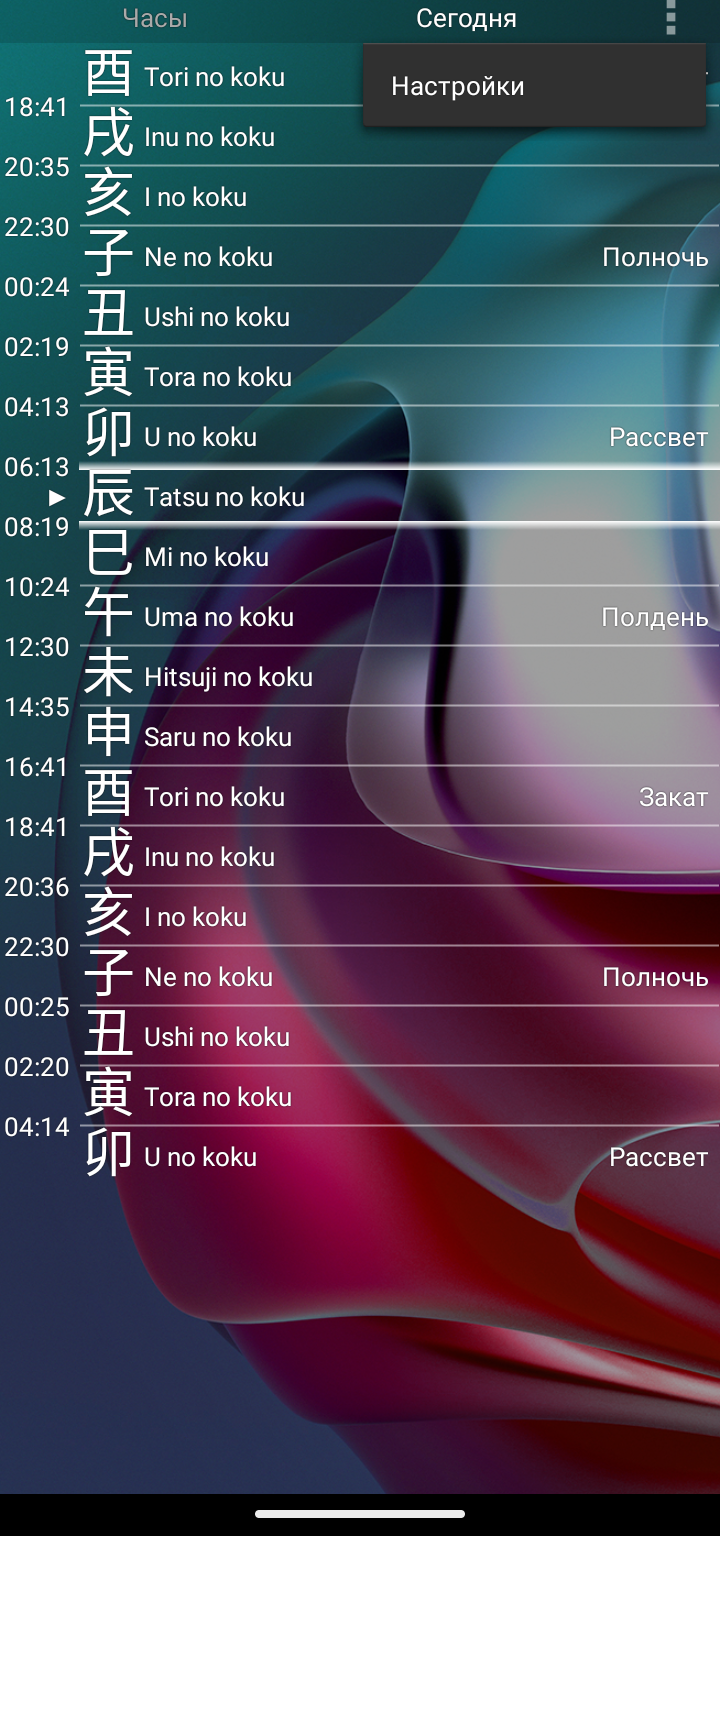 Часы Сегодня
Настройки
酉 Tori no koku
18:41
戌 Inu no koku
20:35
亥 I no koku
22:30
子 Ne no koku Полночь
00:24
丑 Ushi no koku
02:19
寅 Tora no koku
04:13
卯 U no koku Рассвет
06:13
▶ 辰 Tatsu no koku
08:19
巳 Mi no koku
10:24
午 Uma no koku Полдень
12:30
未 Hitsuji no koku
14:35
申 Saru no koku
16:41
酉 Tori no koku Закат
18:41
戌 Inu no koku
20:36
亥 I no koku
22:30
子 Ne no koku Полночь
00:25
丑 Ushi no koku
02:20
寅 Tora no koku
04:14
卯 U no koku Рассвет